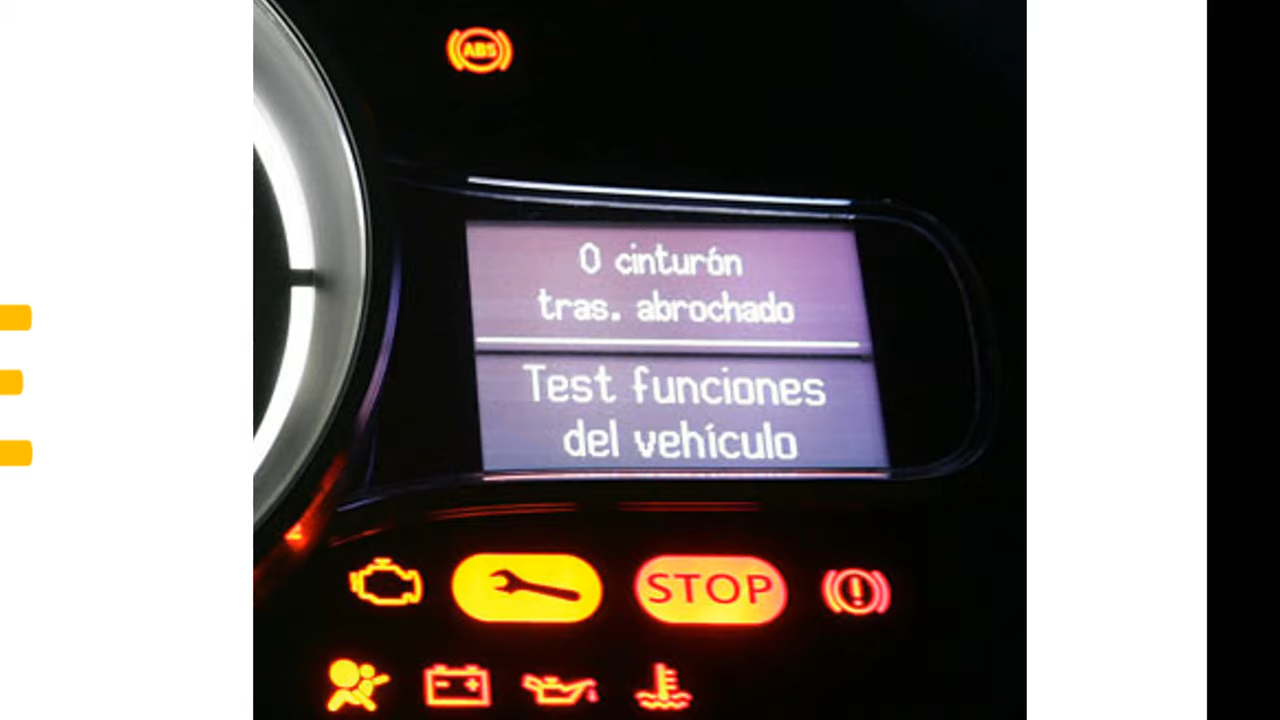 ABS
0 cinturón
tras. abrochado
Test funciones
del vehículo
STOP